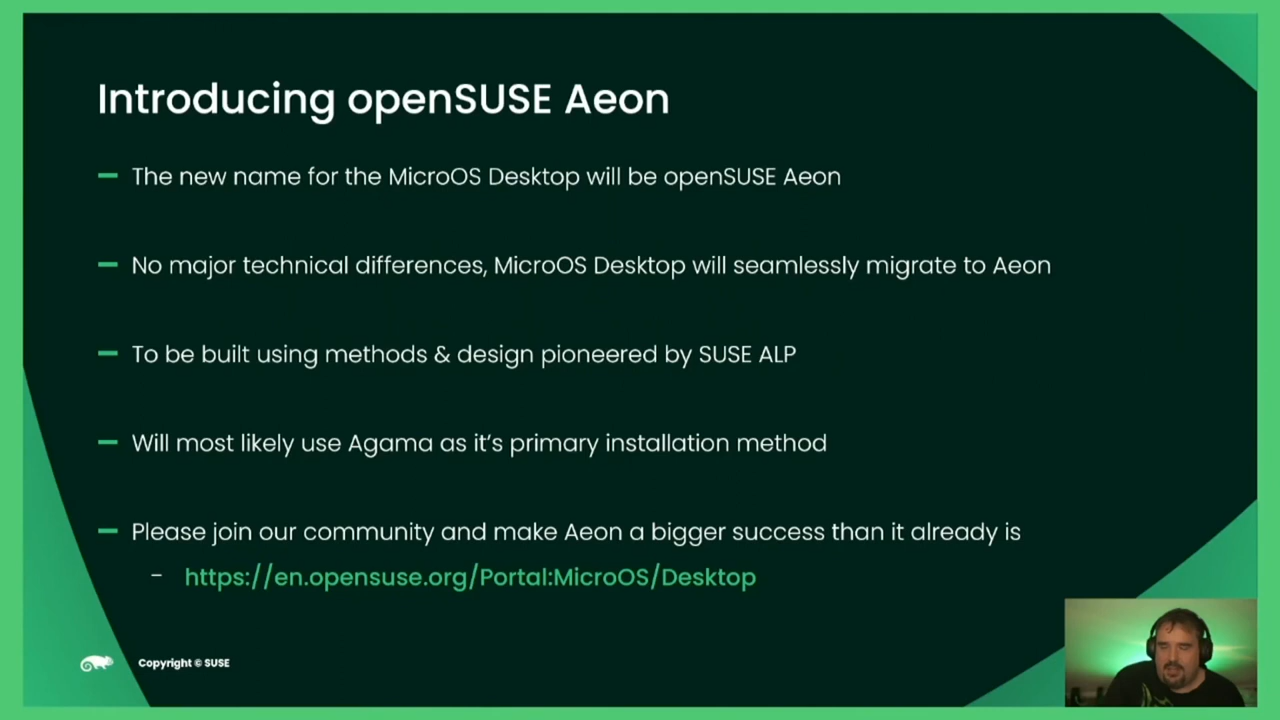 Introducing openSUSE Aeon
The new name for the MicroOS Desktop will be openSUSE Aeon
No major technical differences, MicroOS Desktop will seamlessly migrate to Aeon
To be built using methods & design pioneered by SUSE ALP
Will most likely use Agama as it's primary installation method
Please join our community and make Aeon a bigger success than it already is
https://en.opensuse.org/Portal:MicroOS/Desktop
Copyright © SUSE